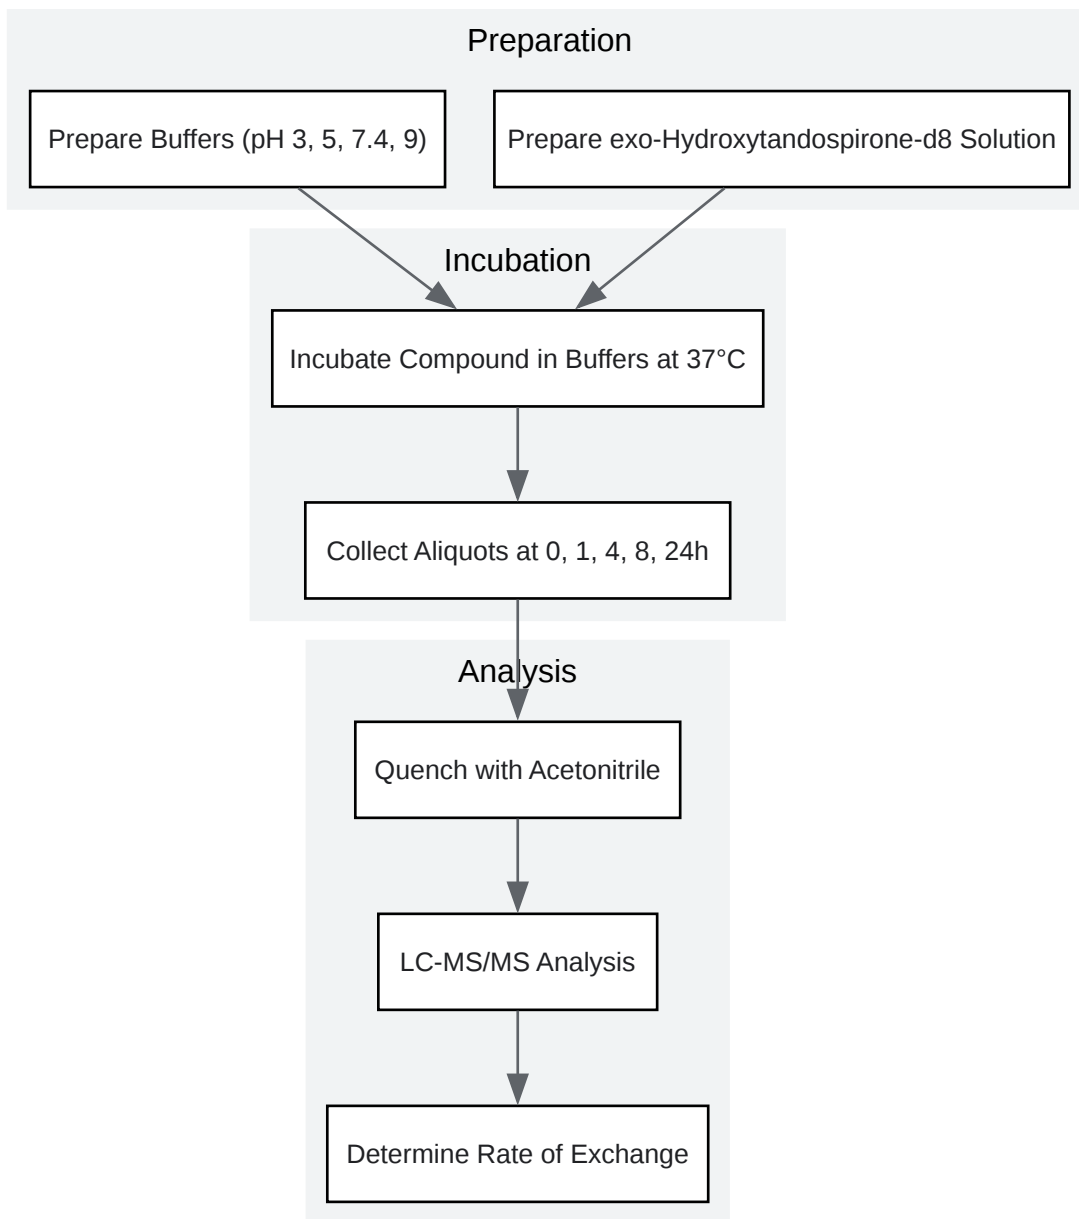 Preparation
Prepare Buffers (pH 3, 5, 7.4, 9)
Prepare exo-Hydroxytandospirone-d8 Solution
Incubation
Incubate Compound in Buffers at 37°C
Collect Aliquots at 0, 1, 4, 8, 24h
Analysis
Quench with Acetonitrile
LC-MS/MS Analysis
Determine Rate of Exchange